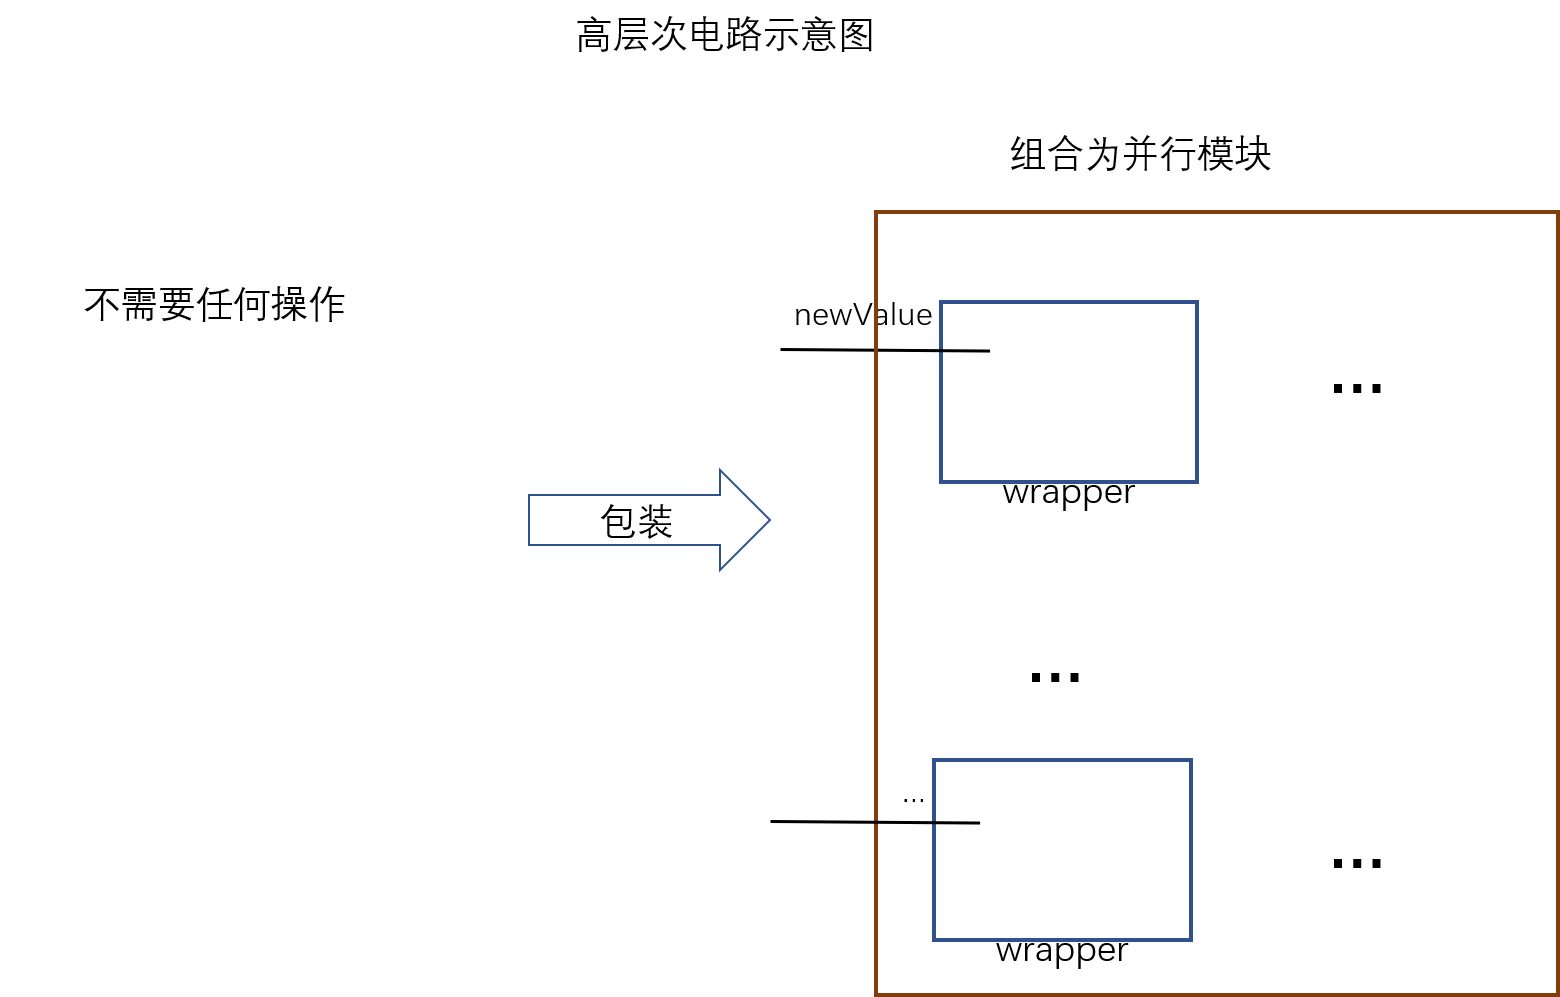 高层次电路示意图
组合为并行模块
不需要任何操作
newValue
...
wrapper
包装
...
...
...
wrapper